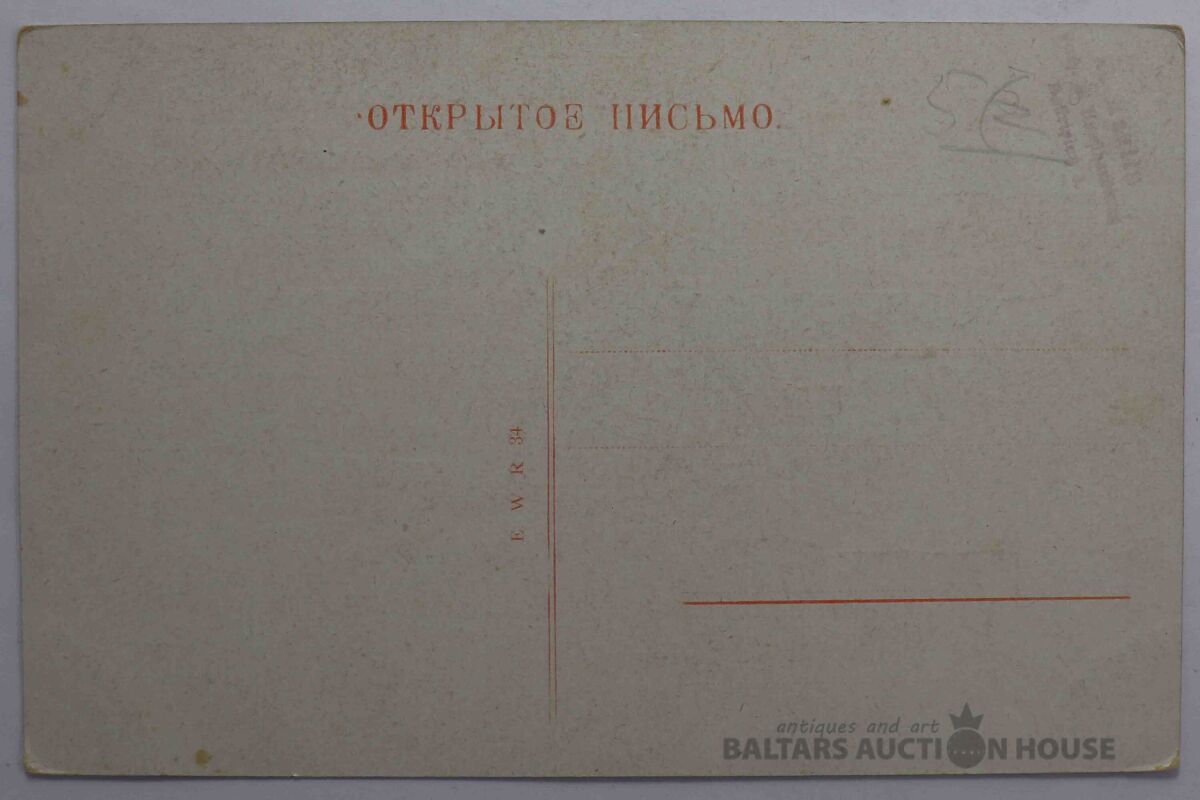 ОТКРЫТОЕ ПИСЬМО.
E W R 34
antiques and art
BALTARS AUCTION HOUSE